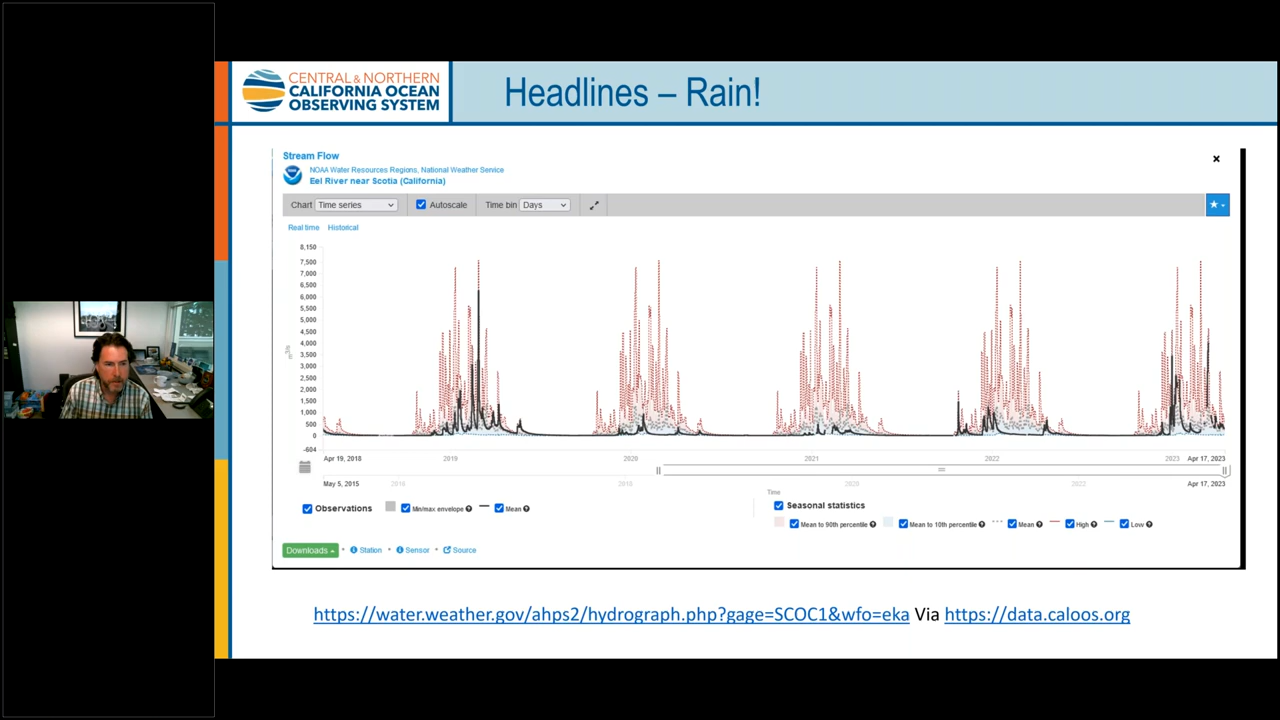 CENTRAL & NORTHERN
CALIFORNIA OCEAN
OBSERVING SYSTEM
Headlines – Rain!
Stream Flow
NOAA Water Resources Regions, National Weather Service
Eel River near Scotia (California)
Chart Time series Autoscale Time bin Days
Real time Historical
8,150
7,500
7,000
6,500
6,000
5,500
5,000
4,500
4,000
3,500
3,000
2,500
2,000
1,500
1,000
500
0
-604
m³/s
Apr 19, 2018 2019 2020 2021 2022 2023 Apr 17, 2023
May 5, 2015 2016 2022 Apr 17, 2023
Time
Observations Min/max envelope Mean
Seasonal statistics
Mean to 90th percentile Mean to 10th percentile Mean High Low
Downloads Station Sensor Source
https://water.weather.gov/ahps2/hydrograph.php?gage=SCOC1&wfo=eka Via https://data.caloos.org